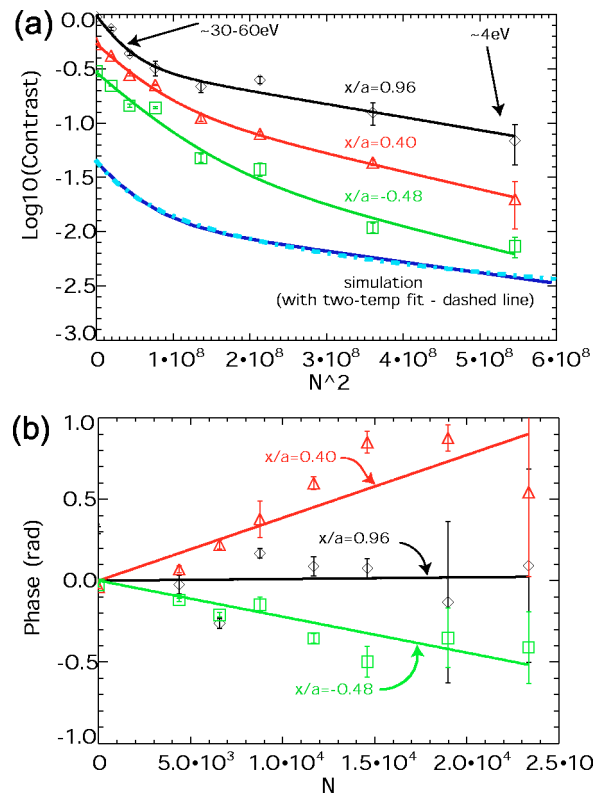 (a)
0.0
-0.5
-1.0
-1.5
-2.0
-2.5
-3.0
Log10(Contrast)
~30-60eV
~4eV
x/a=0.96
x/a=0.40
x/a=-0.48
simulation
(with two-temp fit - dashed line)
0 1•10^8 2•10^8 3•10^8 4•10^8 5•10^8 6•10^8
N^2
(b)
1.0
0.5
0.0
-0.5
-1.0
Phase (rad)
x/a=0.40
x/a=0.96
x/a=-0.48
0 5.0•10^3 1.0•10^4 1.5•10^4 2.0•10^4 2.5•10
N